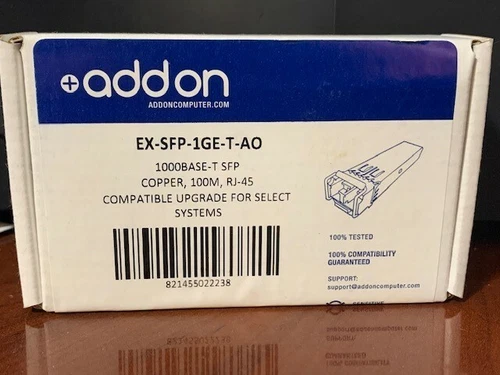 addon
ADDONCOMPUTER.COM
EX-SFP-1GE-T-AO
1000BASE-T SFP
COPPER, 100M, RJ-45
COMPATIBLE UPGRADE FOR SELECT
SYSTEMS
821455022238
100% TESTED
100% COMPATIBILITY
GUARANTEED
SUPPORT:
support@addoncomputer.com
SENSITIVE